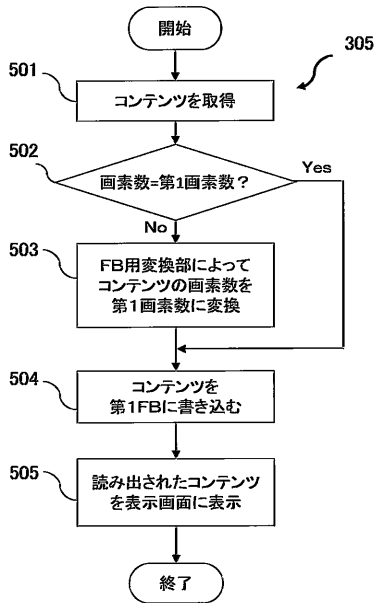 開始
305
501
コンテンツを取得
502
画素数=第1画素数?
Yes
No
503
FB用変換部によって
コンテンツの画素数を
第1画素数に変換
504
コンテンツを
第1FBに書き込む
505
読み出されたコンテンツ
を表示画面に表示
終了